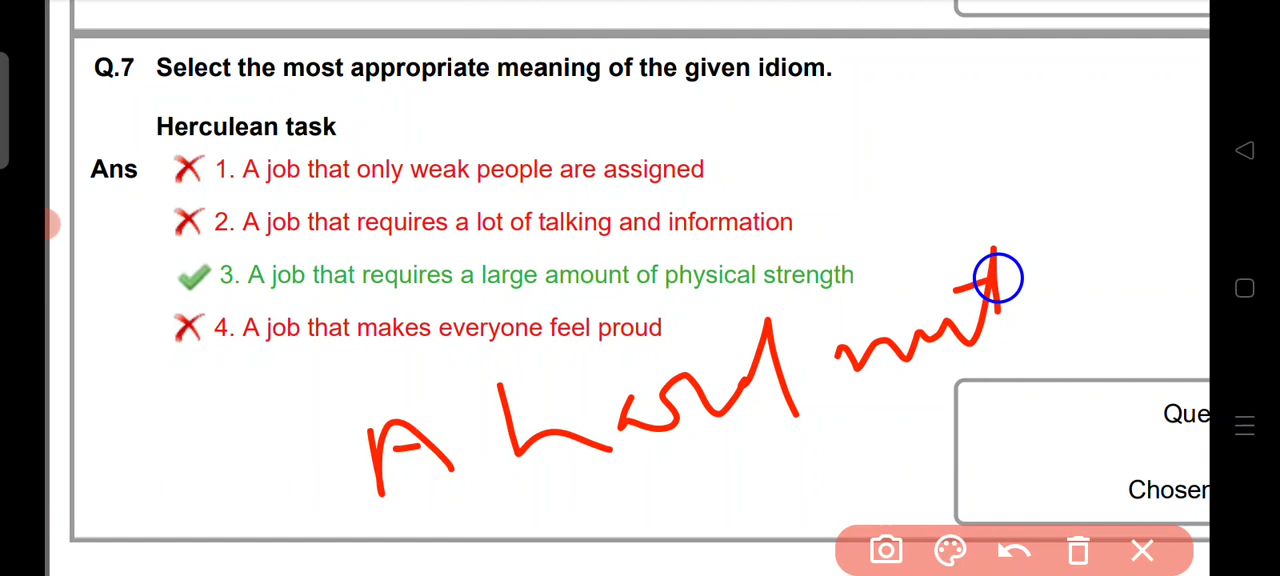 Q.7 Select the most appropriate meaning of the given idiom.
Herculean task
Ans 1. A job that only weak people are assigned
2. A job that requires a lot of talking and information
3. A job that requires a large amount of physical strength
4. A job that makes everyone feel proud
A hard
Que
Chosen